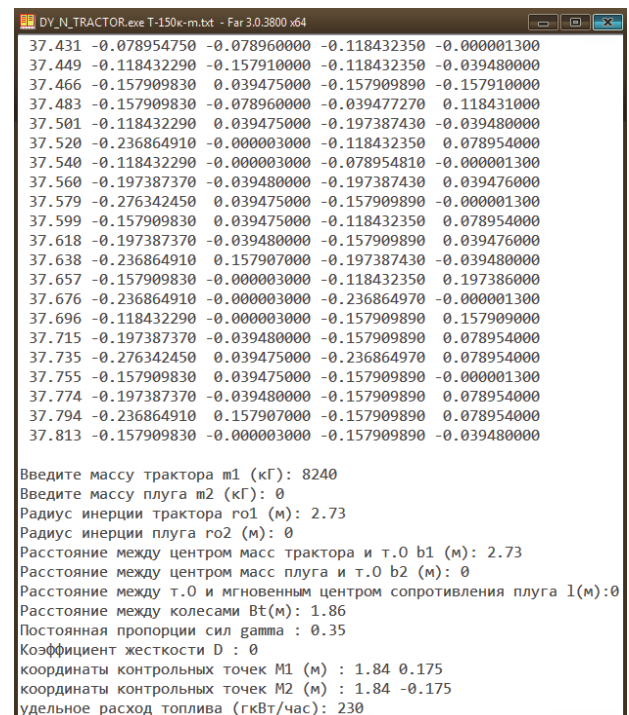 DY_N_TRACTOR.exe T-150к-m.txt - Far 3.0.3800 x64
37.431 -0.078954750 -0.078960000 -0.118432350 -0.000001300
37.449 -0.118432290 -0.157910000 -0.118432350 -0.039480000
37.466 -0.157909830 0.039475000 -0.157909890 -0.157910000
37.483 -0.157909830 -0.078960000 -0.039477270 0.118431000
37.501 -0.118432290 0.039475000 -0.197387430 -0.039480000
37.520 -0.236864910 -0.000003000 -0.118432350 0.078954000
37.540 -0.118432290 -0.000003000 -0.078954810 -0.000001300
37.560 -0.197387370 -0.039480000 -0.197387430 0.039476000
37.579 -0.276342450 0.039475000 -0.157909890 -0.000001300
37.599 -0.157909830 0.039475000 -0.118432350 0.078954000
37.618 -0.197387370 -0.039480000 -0.157909890 0.039476000
37.638 -0.236864910 0.157907000 -0.197387430 -0.039480000
37.657 -0.157909830 -0.000003000 -0.118432350 0.197386000
37.676 -0.236864910 -0.000003000 -0.236864970 -0.000001300
37.696 -0.118432290 -0.000003000 -0.157909890 0.157909000
37.715 -0.197387370 -0.039480000 -0.157909890 0.078954000
37.735 -0.276342450 0.039475000 -0.236864970 0.078954000
37.755 -0.157909830 0.039475000 -0.157909890 -0.000001300
37.774 -0.197387370 -0.039480000 -0.157909890 0.078954000
37.794 -0.236864910 0.157907000 -0.157909890 0.078954000
37.813 -0.157909830 -0.000003000 -0.157909890 -0.039480000
Введите массу трактора m1 (кГ): 8240
Введите массу плуга m2 (кГ): 0
Радиус инерции трактора ro1 (м): 2.73
Радиус инерции плуга ro2 (м): 0
Расстояние между центром масс трактора и т.О b1 (м): 2.73
Расстояние между центром масс плуга и т.О b2 (м): 0
Расстояние между т.О и мгновенным центром сопротивления плуга l(м):0
Расстояние между колесами Bt(м): 1.86
Постоянная пропорции сил gamma : 0.35
Коэффициент жесткости D : 0
координаты контрольных точек M1 (м) : 1.84 0.175
координаты контрольных точек M2 (м) : 1.84 -0.175
удельное расход топлива (гкВт/час): 230